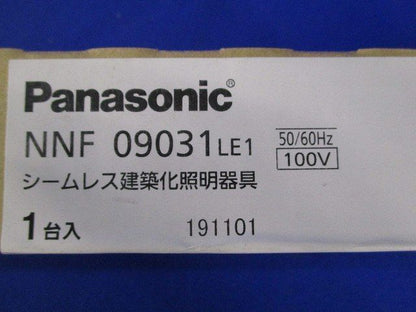 Panasonic®
NNF 09031LE1
50/60Hz
100V
シームレス建築化照明器具
1台入
191101